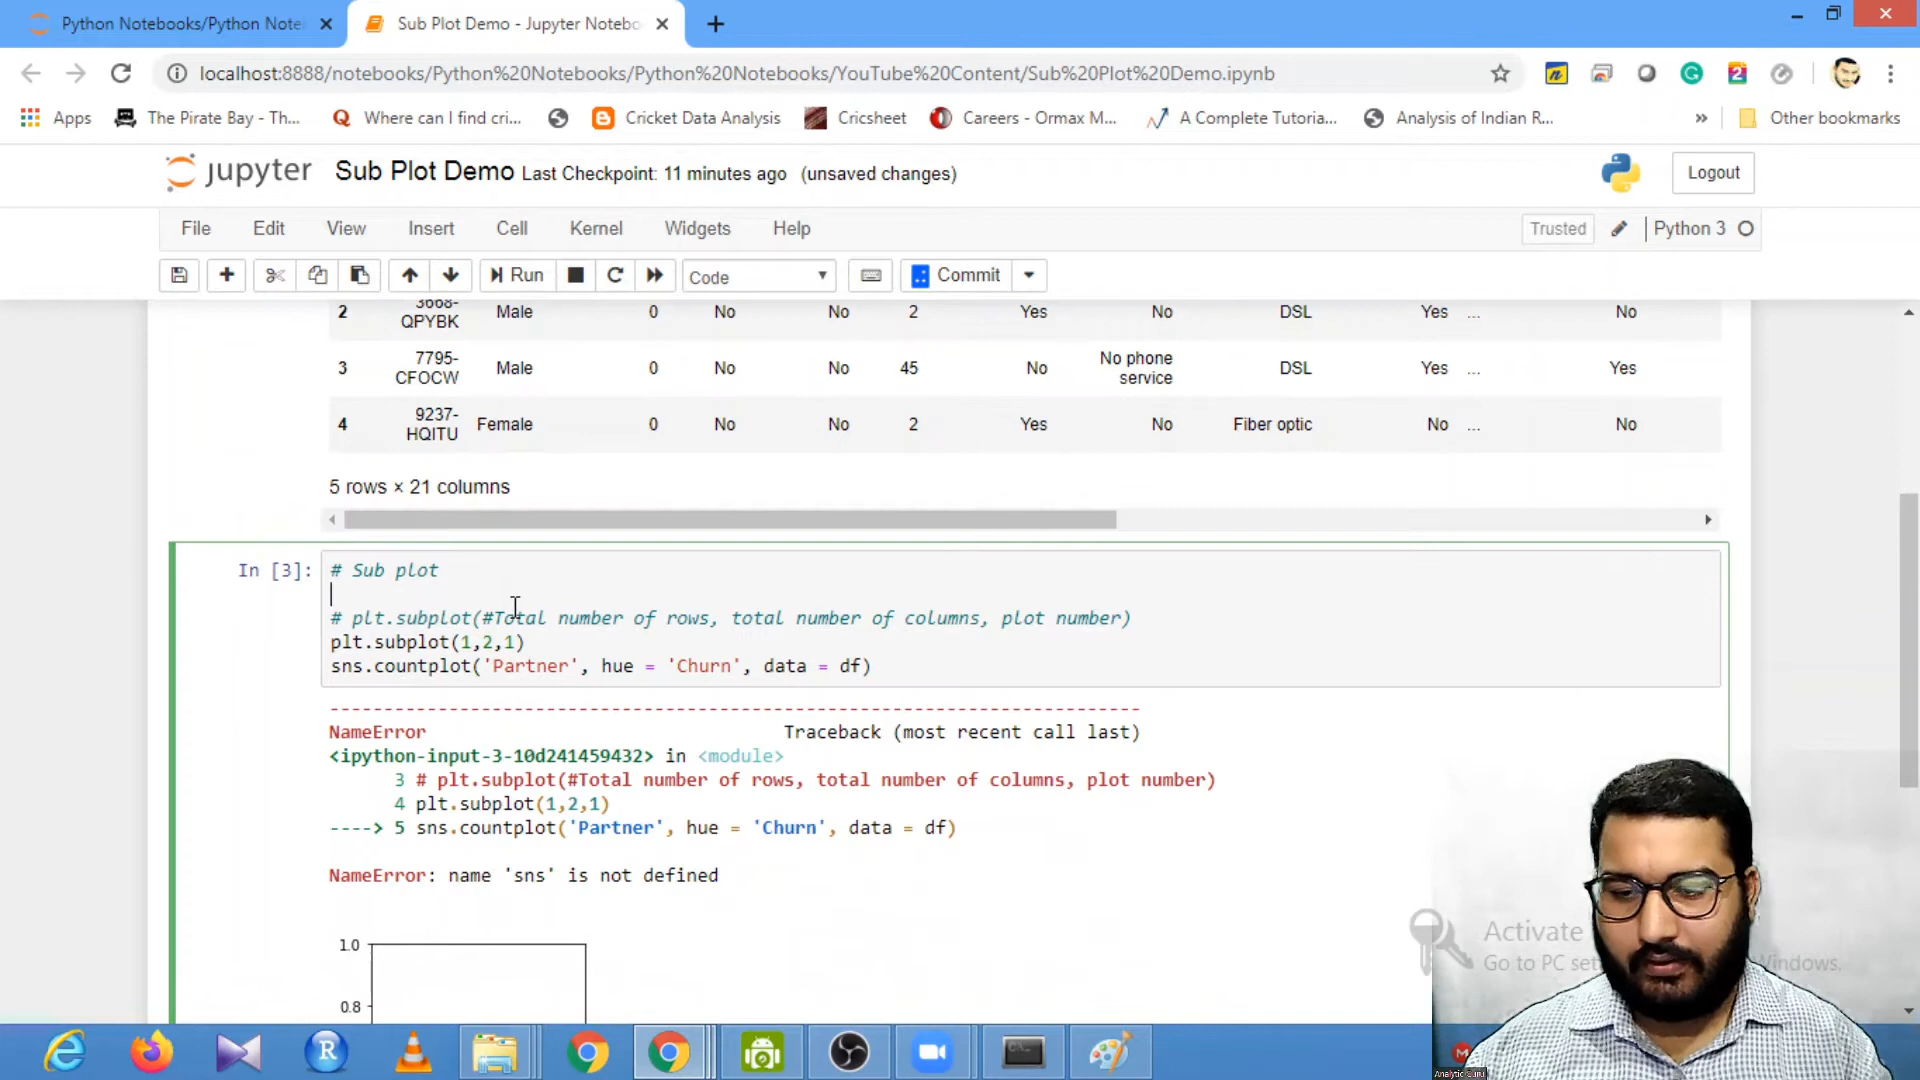 Python Notebooks/Python Note
Sub Plot Demo - Jupyter Notebo
localhost:8888/notebooks/Python%20Notebooks/Python%20Notebooks/YouTube%20Content/Sub%20Plot%20Demo.ipynb
Apps
The Pirate Bay - Th...
Where can I find cri...
Cricket Data Analysis
Cricsheet
Careers - Ormax M...
A Complete Tutoria...
Analysis of Indian R...
»
Other bookmarks
jupyter
Sub Plot Demo Last Checkpoint: 11 minutes ago (unsaved changes)
Logout
File Edit View Insert Cell Kernel Widgets Help
Trusted
Python 3
Run
Code
Commit
2 3668-QPYBK Male 0 No No 2 Yes No DSL Yes ... No
3 7795-CFOCW Male 0 No No 45 No No phone service DSL Yes ... Yes
4 9237-HQITU Female 0 No No 2 Yes No Fiber optic No ... No
5 rows × 21 columns
In [3]:
# Sub plot
# plt.subplot(#Total number of rows, total number of columns, plot number)
plt.subplot(1,2,1)
sns.countplot('Partner', hue = 'Churn', data = df)
---------------------------------------------------------------------------
NameError Traceback (most recent call last)
<ipython-input-3-10d241459432> in <module>
3 # plt.subplot(#Total number of rows, total number of columns, plot number)
4 plt.subplot(1,2,1)
----> 5 sns.countplot('Partner', hue = 'Churn', data = df)
NameError: name 'sns' is not defined
1.0
0.8
Activate
Go to PC set
Windows.